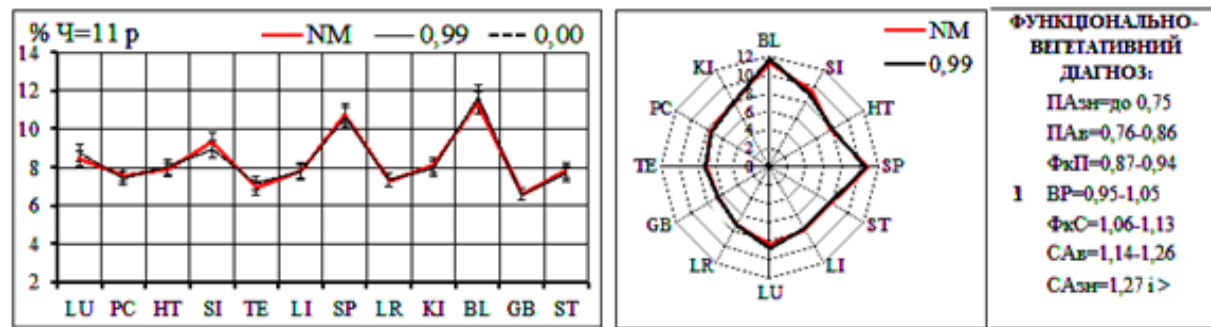 % Ч=11 р NM 0,99 0,00
14
12
10
8
6
4
2
LU PC HT SI TE LI SP LR KI BL GB ST
NM
0,99
BL
KI SI
PC HT
TE SP
GB ST
LR LI
LU
12
10
8
6
4
2
0
ФУНКЦІОНАЛЬНО-
ВЕГЕТАТИВНИЙ
ДІАГНОЗ:
ПАзн=до 0,75
ПАв=0,76-0,86
ФкП=0,87-0,94
1 ВР=0,95-1,05
ФкС=1,06-1,13
САв=1,14-1,26
САзн=1,27 і >